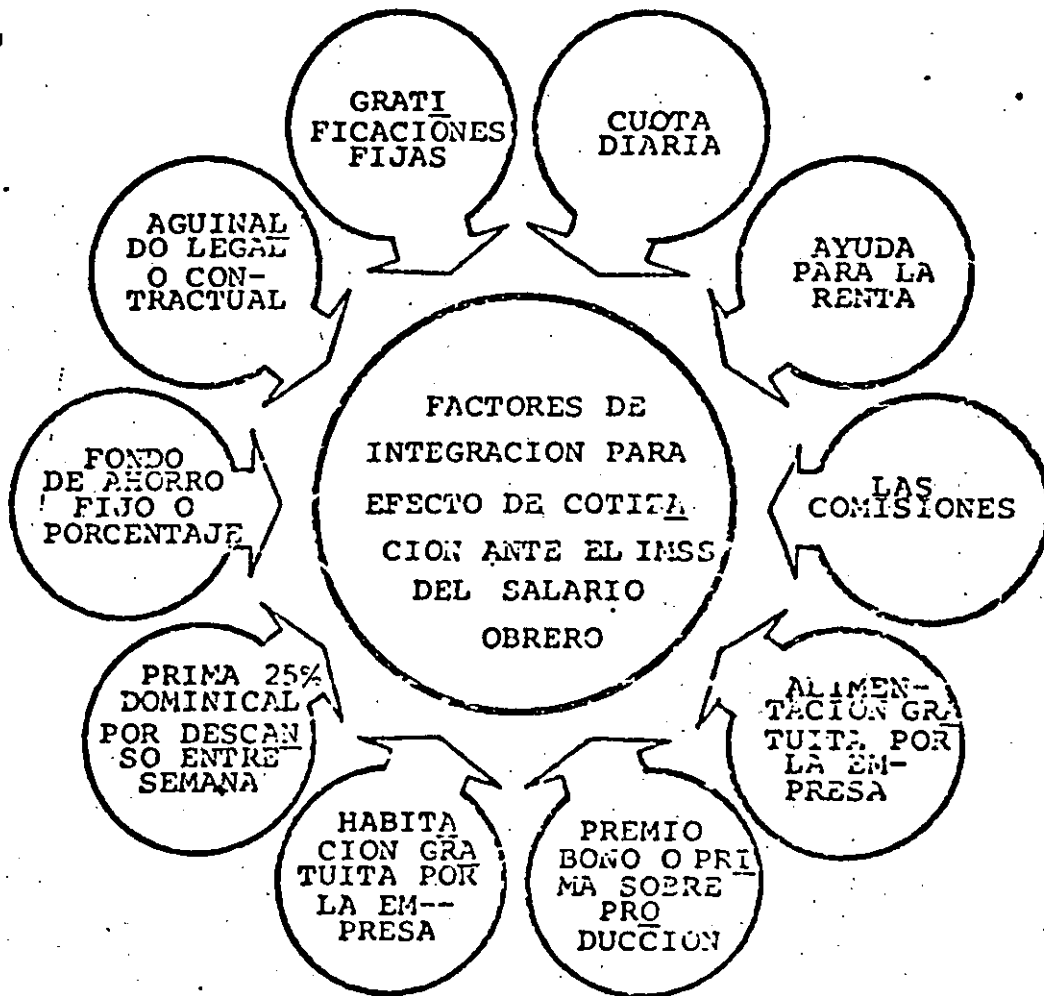 GRATI
FICACIONES
FIJAS
CUOTA
DIARIA
AYUDA
PARA LA
RENTA
LAS
COMISIONES
ALIMEN-
TACION GRA
TUITA POR
LA EM-
PRESA
PREMIO
BONO O PRI
MA SOBRE
PRO
DUCCION
HABITA
CION GRA
TUITA POR
LA EM--
PRESA
PRIMA 25%
DOMINICAL
POR DESCAN
SO ENTRE
SEMANA
FONDO
DE AHORRO
FIJO O
PORCENTAJE
AGUINAL
DO LEGAL
O CON-
TRACTUAL
FACTORES DE
INTEGRACION PARA
EFECTO DE COTIZA
CION ANTE EL IMSS
DEL SALARIO
OBRERO